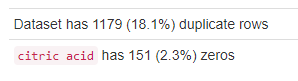 Dataset has 1179 (18.1%) duplicate rows
citric acid has 151 (2.3%) zeros